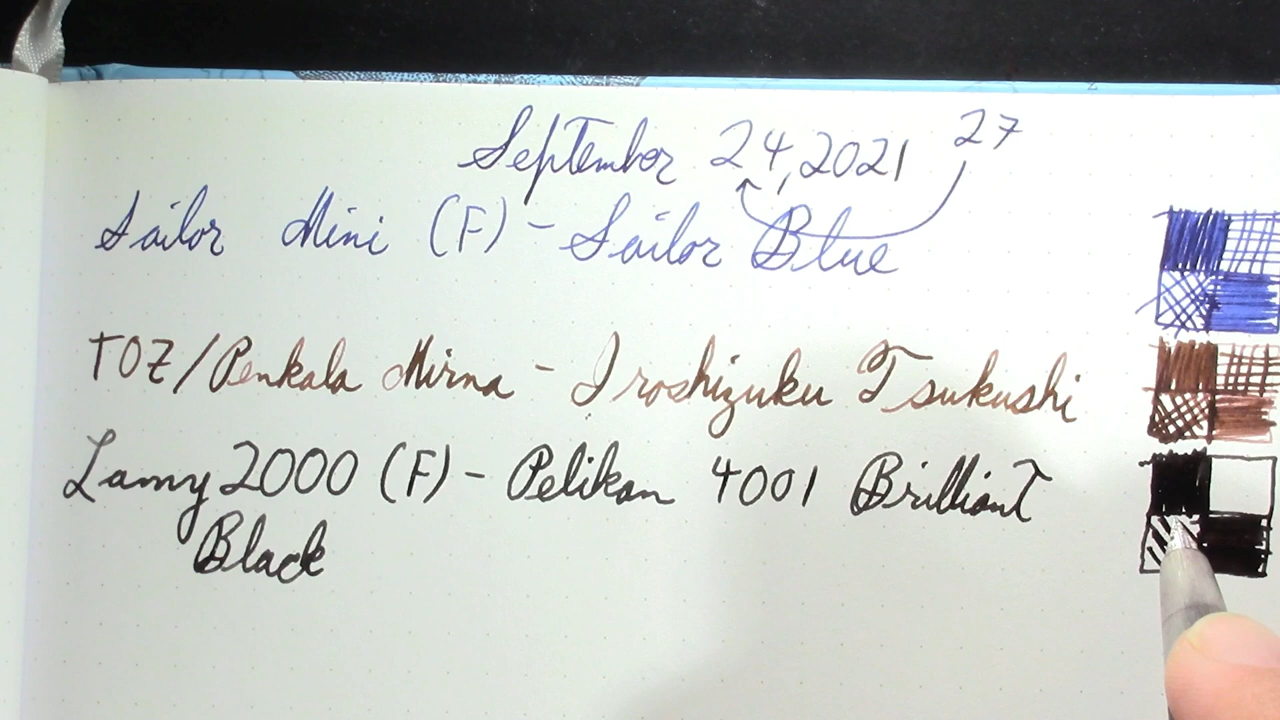 September 24, 2021 27
Sailor Mini (F) - Sailor Blue
TOZ/Penkala Mirna - Iroshizuku Tsukushi
Lamy 2000 (F) - Pelikan 4001 Brilliant
Black